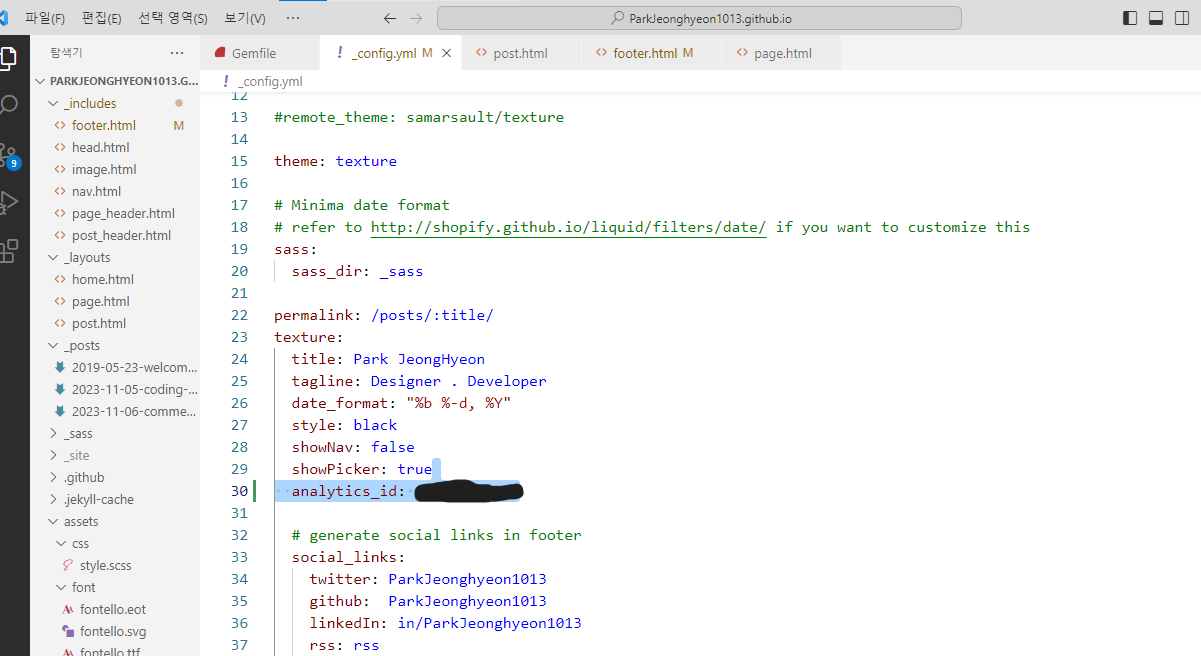 파일(F) 편집(E) 선택 영역(S) 보기(V) ··· ← → ParkJeonghyeon1013.github.io
탐색기 ···
Gemfile ! _config.yml M × <> post.html <> footer.html M <> page.html
PARKJEONGHYEON1013.G...
! _config.yml
_includes
<> footer.html M
<> head.html
<> image.html
<> nav.html
<> page_header.html
<> post_header.html
_layouts
<> home.html
<> page.html
<> post.html
_posts
2019-05-23-welcom...
2023-11-05-coding-...
2023-11-06-comme...
_sass
_site
.github
.jekyll-cache
assets
css
style.scss
font
fontello.eot
fontello.svg
fontello.ttf
9
12
13 #remote_theme: samarsault/texture
14
15 theme: texture
16
17 # Minima date format
18 # refer to http://shopify.github.io/liquid/filters/date/ if you want to customize this
19 sass:
20 sass_dir: _sass
21
22 permalink: /posts/:title/
23 texture:
24 title: Park JeongHyeon
25 tagline: Designer . Developer
26 date_format: "%b %-d, %Y"
27 style: black
28 showNav: false
29 showPicker: true
30 analytics_id:
31
32 # generate social links in footer
33 social_links:
34 twitter: ParkJeonghyeon1013
35 github: ParkJeonghyeon1013
36 linkedIn: in/ParkJeonghyeon1013
37 rss: rss